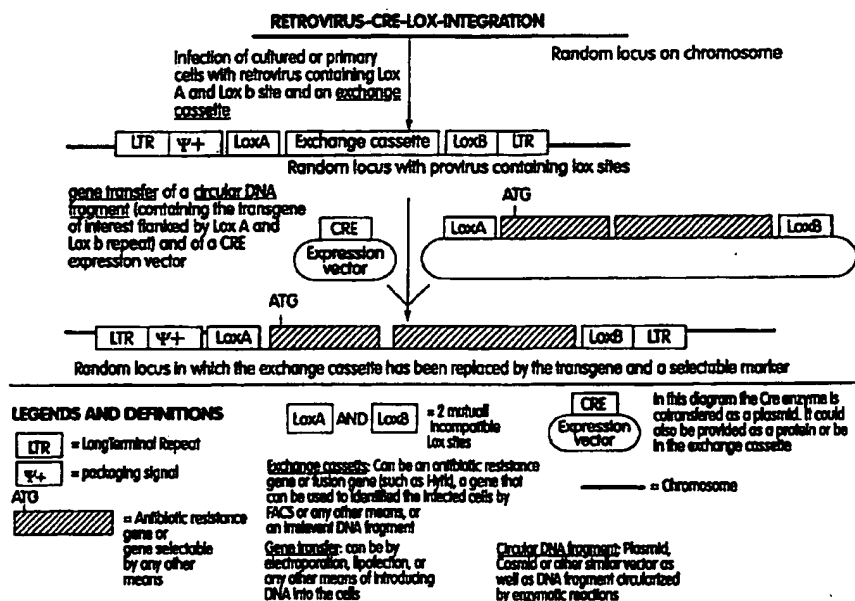 RETROVIRUS-CRE-LOX-INTEGRATION
Infection of cultured or primary
cells with retrovirus containing Lox
A and Lox b site and an exchange
cassette
Random locus on chromosome
LTR Ψ+ LoxA Exchange cassette LoxB LTR
Random locus with provirus containing lox sites
gene transfer of a circular DNA
fragment (containing the transgene
of interest flanked by Lox A and
Lox b repeat) and of a CRE
expression vector
CRE
Expression
vector
ATG
LoxA LoxB
ATG
LTR Ψ+ LoxA LoxB LTR
Random locus in which the exchange cassette has been replaced by the transgene and a selectable marker
LEGENDS AND DEFINITIONS
LTR = LongTerminal Repeat
Ψ+ = packaging signal
ATG
= Antibiotic resistance
gene or
gene selectable
by any other
means
LoxA AND LoxB = 2 mutuall
Incompatible
Lox sites
Exchange cassette: Can be an antibiotic resistance
gene or fusion gene (such as Hytk), a gene that
can be used to identified the infected cells by
FACS or any other means, or
an irrelevent DNA fragment
Gene transfer: can be by
electroporation, lipofection, or
any other means of introducing
DNA into the cells
CRE
Expression
vector
In this diagram the Cre enzyme is
cotransfered as a plasmid. It could
also be provided as a protein or be
in the exchange cassette
= Chromosome
Circular DNA fragment: Plasmid,
Cosmid or other similar vector as
well as DNA fragment circularized
by enzymatic reactions